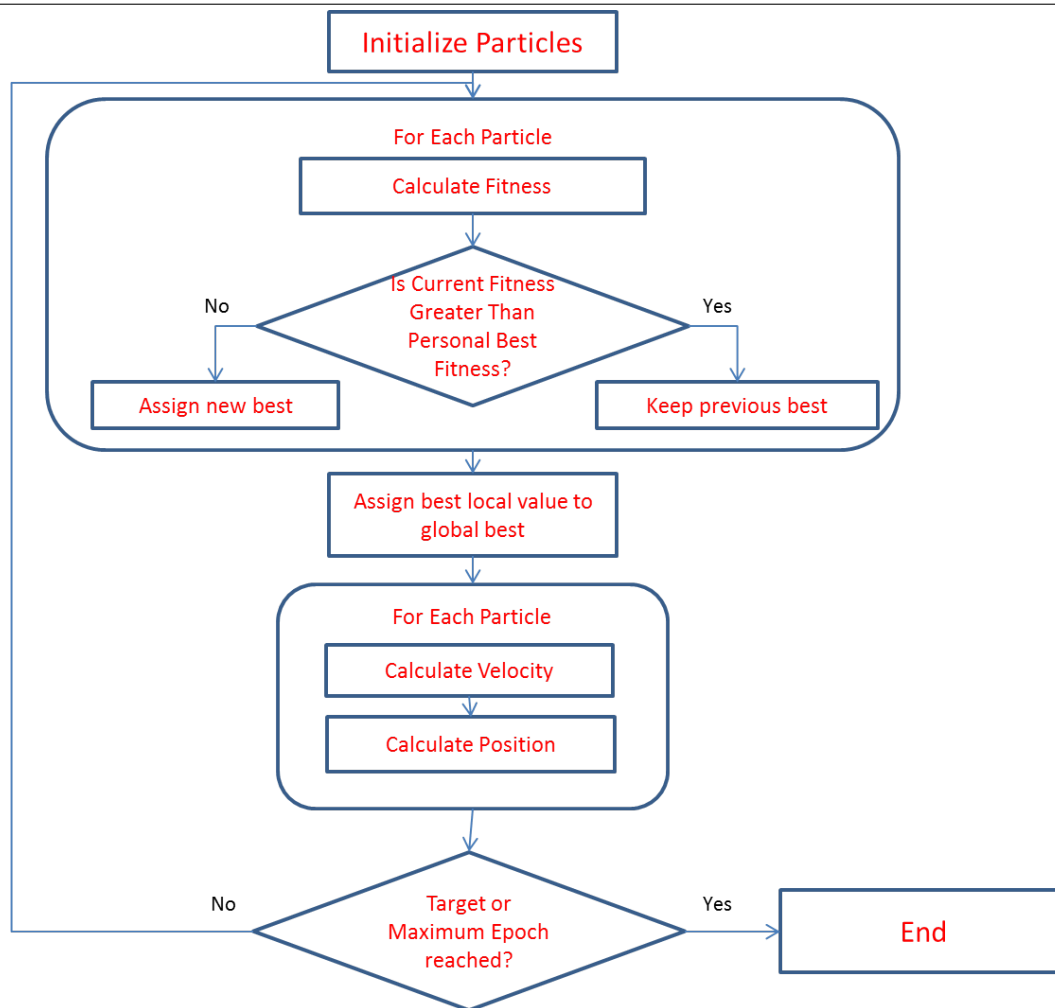 Initialize Particles
For Each Particle
Calculate Fitness
Is Current Fitness
Greater Than
Personal Best
Fitness?
No
Yes
Assign new best
Keep previous best
Assign best local value to
global best
For Each Particle
Calculate Velocity
Calculate Position
Target or
Maximum Epoch
reached?
No
Yes
End